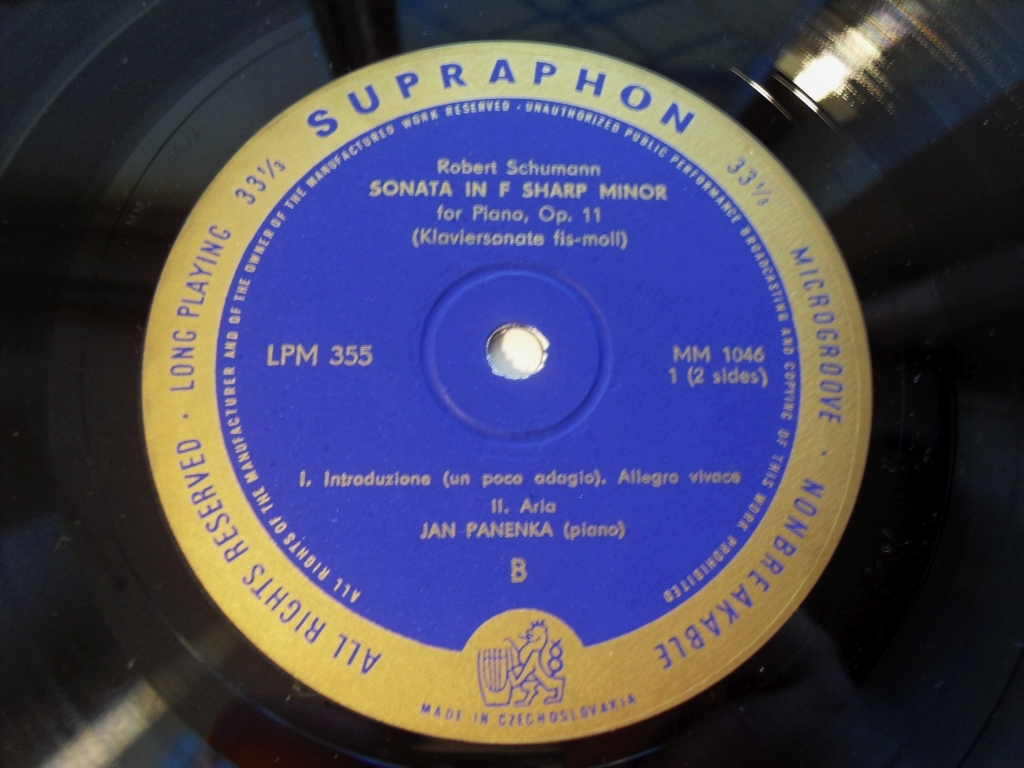 SUPRAPHON
ALL RIGHTS RESERVED · LONG PLAYING 33⅓
33⅓ MICROGROOVE · NONBREAKABLE
ALL RIGHTS OF THE MANUFACTURER AND OF THE OWNER OF THE MANUFACTURED WORK RESERVED · UNAUTHORIZED PUBLIC PERFORMANCE BROADCASTING AND COPYING OF THIS WORK PROHIBITED
Robert Schumann
SONATA IN F SHARP MINOR
for Piano, Op. 11
(Klaviersonate fis-moll)
LPM 355
MM 1046
1 (2 sides)
I. Introduzione (un poco adagio). Allegro vivace
II. Aria
JAN PANENKA (piano)
B
MADE IN CZECHOSLOVAKIA